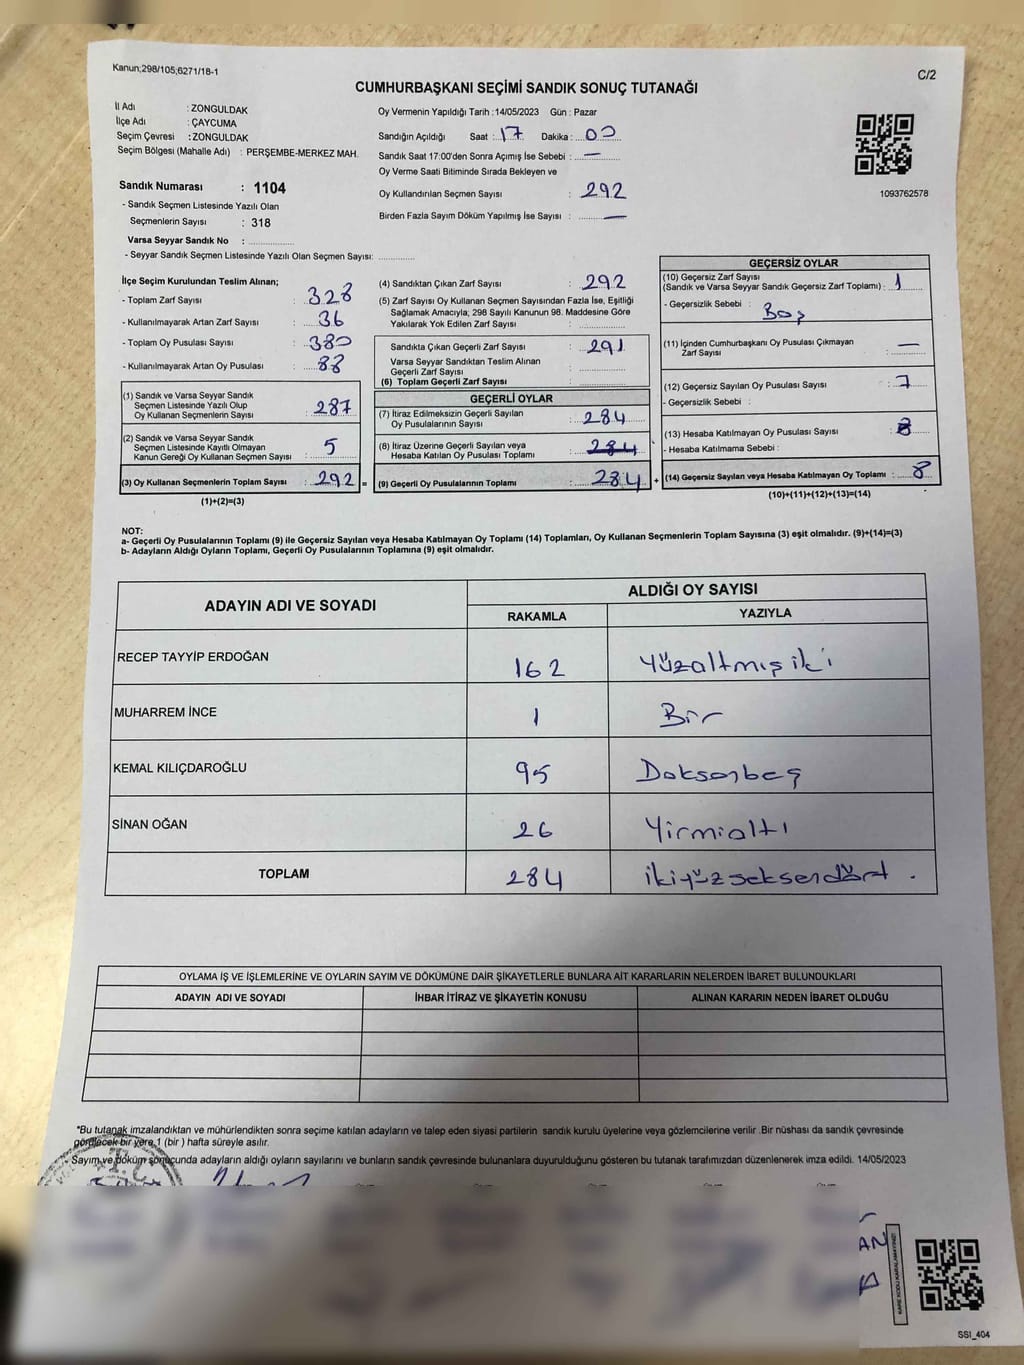 Kanun;298/105;6271/18-1
C/2
CUMHURBAŞKANI SEÇİMİ SANDIK SONUÇ TUTANAĞI
İl Adı : ZONGULDAK
İlçe Adı : ÇAYCUMA
Seçim Çevresi : ZONGULDAK
Seçim Bölgesi (Mahalle Adı) : PERŞEMBE-MERKEZ MAH.
Sandık Numarası : 1104
- Sandık Seçmen Listesinde Yazılı Olan
Seçmenlerin Sayısı : 318
Varsa Seyyar Sandık No : ..............
- Seyyar Sandık Seçmen Listesinde Yazılı Olan Seçmen Sayısı: .............
Oy Vermenin Yapıldığı Tarih :14/05/2023 Gün : Pazar
Sandığın Açıldığı Saat : 17 Dakika : 00
Sandık Saat 17:00'den Sonra Açımış İse Sebebi : —
Oy Verme Saati Bitiminde Sırada Bekleyen ve
Oy Kullandırılan Seçmen Sayısı : 292
Birden Fazla Sayım Döküm Yapılmış İse Sayısı : —
1093762578
İlçe Seçim Kurulundan Teslim Alınan;
- Toplam Zarf Sayısı : 328
- Kullanılmayarak Artan Zarf Sayısı : 36
- Toplam Oy Pusulası Sayısı : 380
- Kullanılmayarak Artan Oy Pusulası : 88
(1) Sandık ve Varsa Seyyar Sandık
Seçmen Listesinde Yazılı Olup
Oy Kullanan Seçmenlerin Sayısı : 287
(2) Sandık ve Varsa Seyyar Sandık
Seçmen Listesinde Kayıtlı Olmayan
Kanun Gereği Oy Kullanan Seçmen Sayısı : 5
(3) Oy Kullanan Seçmenlerin Toplam Sayısı : 292 =
(1)+(2)=(3)
(4) Sandıktan Çıkan Zarf Sayısı : 292
(5) Zarf Sayısı Oy Kullanan Seçmen Sayısından Fazla İse, Eşitliği
Sağlamak Amacıyla; 298 Sayılı Kanunun 98. Maddesine Göre
Yakılarak Yok Edilen Zarf Sayısı : ..............
Sandıkta Çıkan Geçerli Zarf Sayısı : 291
Varsa Seyyar Sandıktan Teslim Alınan
Geçerli Zarf Sayısı : ..............
(6) Toplam Geçerli Zarf Sayısı : ..............
GEÇERLİ OYLAR
(7) İtiraz Edilmeksizin Geçerli Sayılan
Oy Pusulalarının Sayısı : 284
(8) İtiraz Üzerine Geçerli Sayılan veya
Hesaba Katılan Oy Pusulası Toplamı : 284
(9) Geçerli Oy Pusulalarının Toplamı : 284 +
GEÇERSİZ OYLAR
(10) Geçersiz Zarf Sayısı
(Sandık ve Varsa Seyyar Sandık Geçersiz Zarf Toplamı) : 1
- Geçersizlik Sebebi : Boş
(11) İçinden Cumhurbaşkanı Oy Pusulası Çıkmayan
Zarf Sayısı : —
(12) Geçersiz Sayılan Oy Pusulası Sayısı : 7
- Geçersizlik Sebebi :
(13) Hesaba Katılmayan Oy Pusulası Sayısı :
- Hesaba Katılmama Sebebi :
(14) Geçersiz Sayılan veya Hesaba Katılmayan Oy Toplamı : 8
(10)+(11)+(12)+(13)=(14)
NOT:
a- Geçerli Oy Pusulalarının Toplamı (9) ile Geçersiz Sayılan veya Hesaba Katılmayan Oy Toplamı (14) Toplamları, Oy Kullanan Seçmenlerin Toplam Sayısına (3) eşit olmalıdır. (9)+(14)=(3)
b- Adayların Aldığı Oyların Toplamı, Geçerli Oy Pusulalarının Toplamına (9) eşit olmalıdır.
ADAYIN ADI VE SOYADI
ALDIĞI OY SAYISI
RAKAMLA YAZIYLA
RECEP TAYYİP ERDOĞAN 162 Yüzaltmışiki
MUHARREM İNCE 1 Bir
KEMAL KILIÇDAROĞLU 95 Doksanbeş
SİNAN OĞAN 26 Yirmialtı
TOPLAM 284 ikiyüzseksendört .
OYLAMA İŞ VE İŞLEMLERİNE VE OYLARIN SAYIM VE DÖKÜMÜNE DAİR ŞİKAYETLERLE BUNLARA AİT KARARLARIN NELERDEN İBARET BULUNDUKLARI
ADAYIN ADI VE SOYADI İHBAR İTİRAZ VE ŞİKAYETİN KONUSU ALINAN KARARIN NEDEN İBARET OLDUĞU
*Bu tutanak imzalandıktan ve mühürlendikten sonra seçime katılan adayların ve talep eden siyasi partilerin sandık kurulu üyelerine veya gözlemcilerine verilir .Bir nüshası da sandık çevresinde
görülecek bir yere 1 (bir ) hafta süreyle asılır.
* Sayım ve döküm sonucunda adayların aldığı oyların sayılarını ve bunların sandık çevresinde bulunanlara duyurulduğunu gösteren bu tutanak tarafımızdan düzenlenerek imza edildi. 14/05/2023
T.C
AN
KARE KODU KARALAMAYINIZ!
SSI_404